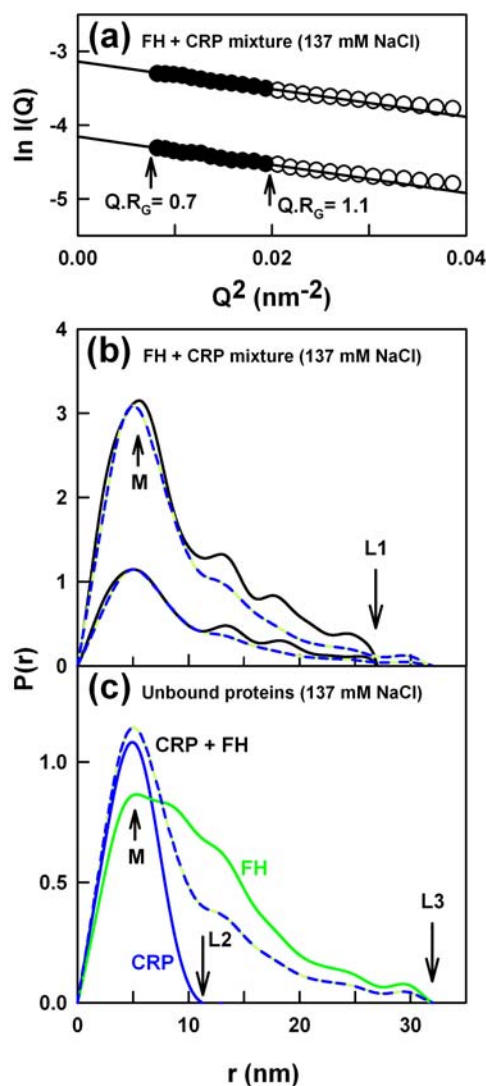 (a) FH + CRP mixture (137 mM NaCl)
-3
-4
-5
ln I(Q)
Q.R_G= 0.7
Q.R_G= 1.1
0.00 0.02 0.04
Q² (nm⁻²)
(b) FH + CRP mixture (137 mM NaCl)
4
3
2
1
0
M
L1
P(r)
(c) Unbound proteins (137 mM NaCl)
1.0
0.5
0.0
CRP + FH
M
FH
L2
L3
CRP
0 10 20 30
r (nm)